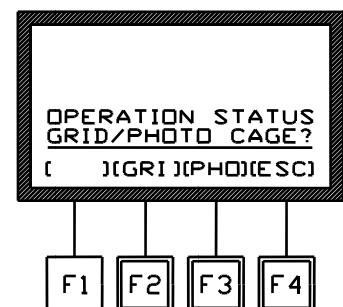 OPERATION STATUS
GRID/PHOTO CAGE?
[    ][GRI][PHO][ESC]
F1 F2 F3 F4